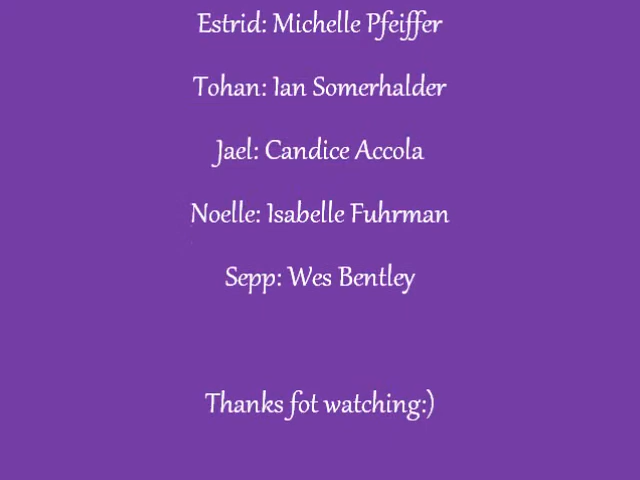 Estrid: Michelle Pfeiffer
Tohan: Ian Somerhalder
Jael: Candice Accola
Noelle: Isabelle Fuhrman
Sepp: Wes Bentley
Thanks fot watching:)